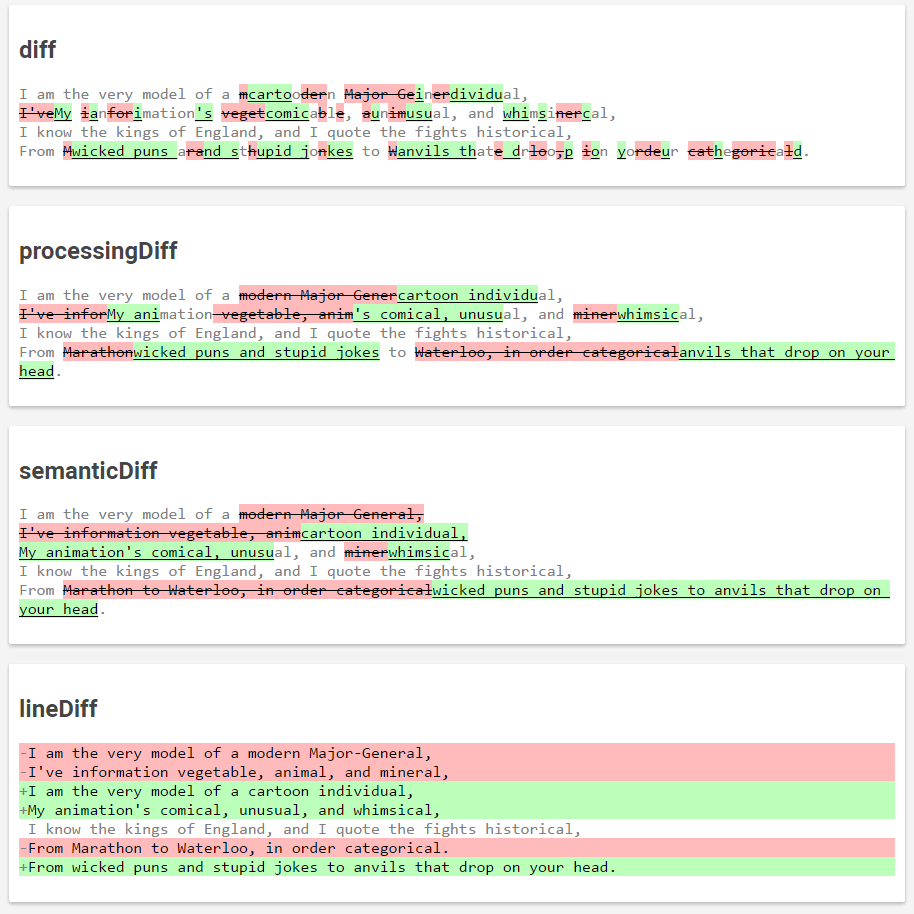 diff
I am the very model of a mcartoodern Major-Geinerdividual,
I'veMy ianforimation's vegetcomicable, aunimusual, and whimsinercal,
I know the kings of England, and I quote the fights historical,
From Mwicked puns arand sthupid jonkes to Wanvils thate drloo,p ion yordeur cathegoricald.
processingDiff
I am the very model of a modern Major-Genercartoon individual,
I've inforMy animation vegetable, anim's comical, unusual, and minerwhimsical,
I know the kings of England, and I quote the fights historical,
From Marathonwicked puns and stupid jokes to Waterloo, in order categoricalanvils that drop on your
head.
semanticDiff
I am the very model of a modern Major-General,
I've information vegetable, animcartoon individual,
My animation's comical, unusual, and minerwhimsical,
I know the kings of England, and I quote the fights historical,
From Marathon to Waterloo, in order categoricalwicked puns and stupid jokes to anvils that drop on
your head.
lineDiff
-I am the very model of a modern Major-General,
-I've information vegetable, animal, and mineral,
+I am the very model of a cartoon individual,
+My animation's comical, unusual, and whimsical,
I know the kings of England, and I quote the fights historical,
-From Marathon to Waterloo, in order categorical.
+From wicked puns and stupid jokes to anvils that drop on your head.